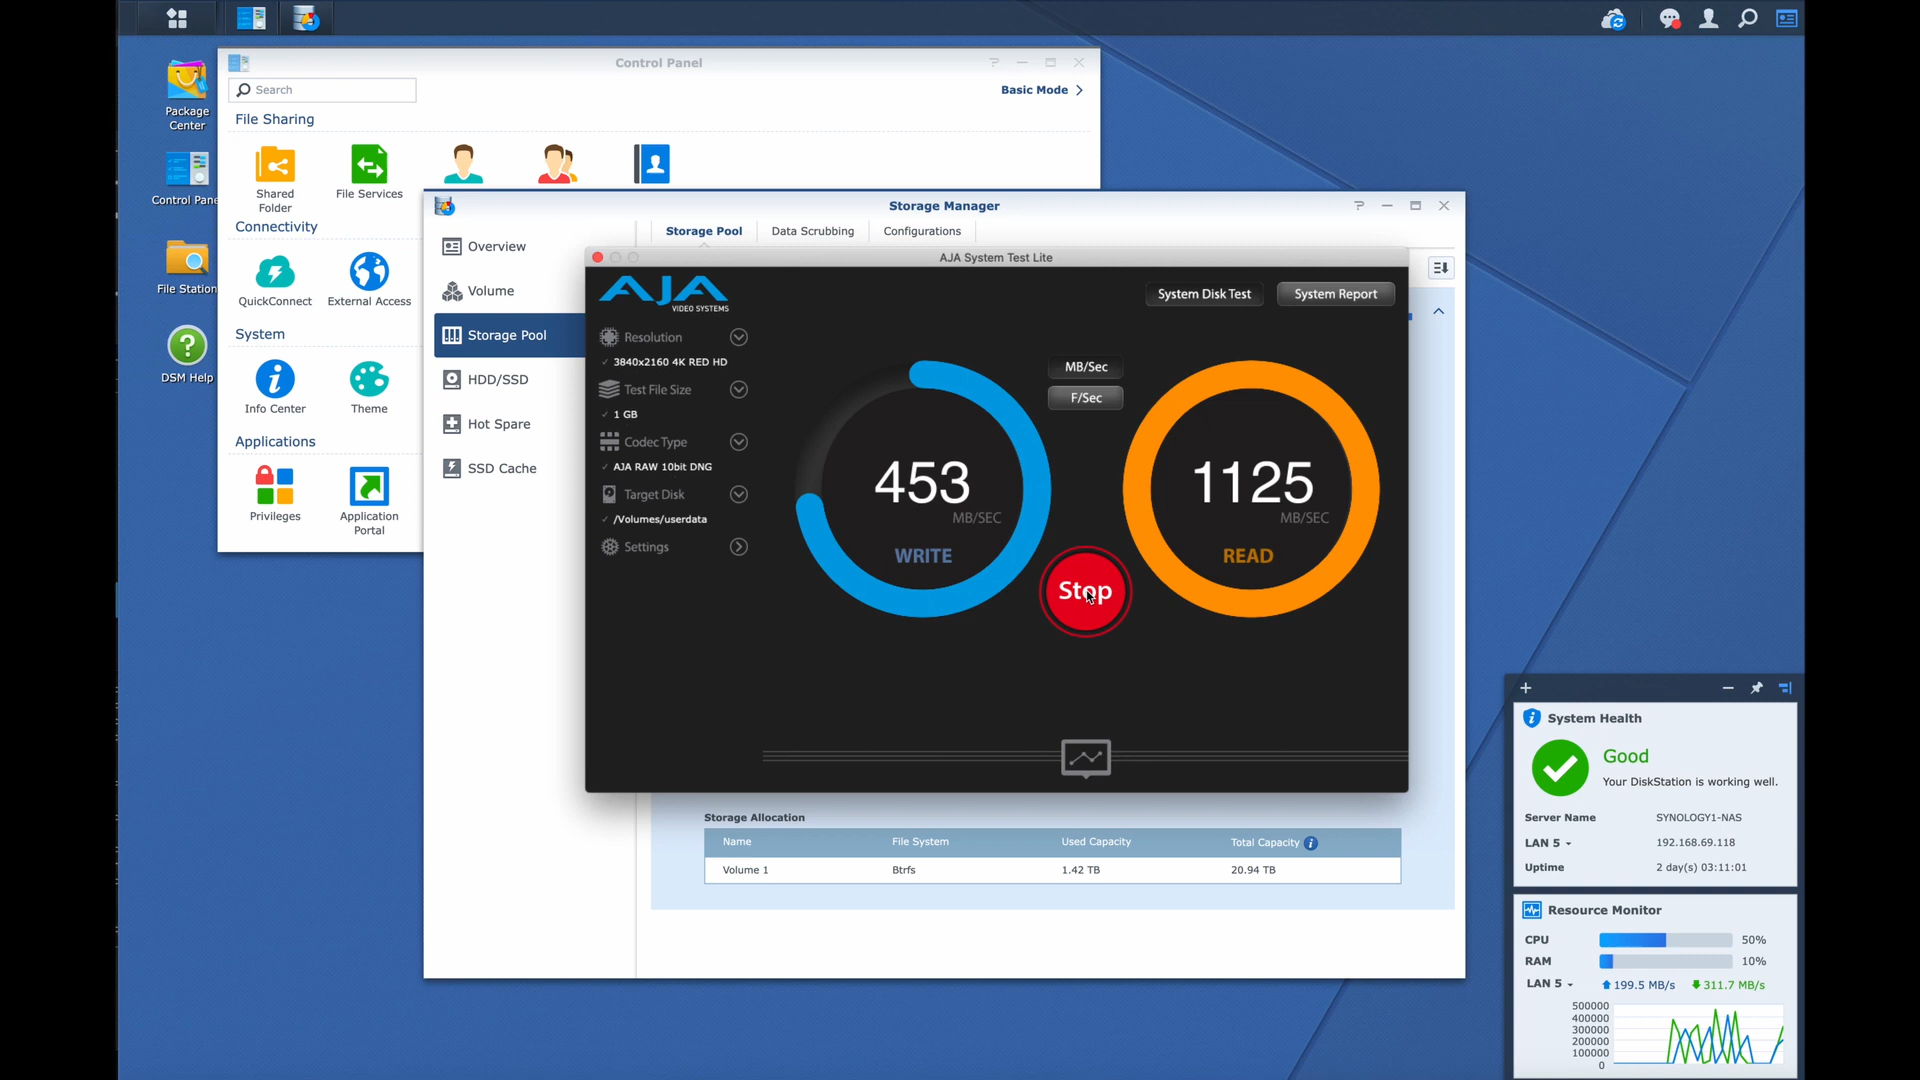 Control Panel
Search
Basic Mode
File Sharing
Package
Center
Shared
Folder
File Services
Control Pane
Connectivity
QuickConnect
External Access
File Station
System
DSM Help
Info Center
Theme
Applications
Privileges
Application
Portal
Storage Manager
Overview
Volume
Storage Pool
HDD/SSD
Hot Spare
SSD Cache
Storage Pool
Data Scrubbing
Configurations
AJA System Test Lite
AJA
VIDEO SYSTEMS
System Disk Test
System Report
Resolution
3840x2160 4K RED HD
Test File Size
1 GB
Codec Type
AJA RAW 10bit DNG
Target Disk
/Volumes/userdata
Settings
MB/Sec
F/Sec
453
MB/SEC
WRITE
1125
MB/SEC
READ
Stop
Storage Allocation
Name File System Used Capacity Total Capacity
Volume 1 Btrfs 1.42 TB 20.94 TB
System Health
Good
Your DiskStation is working well.
Server Name SYNOLOGY1-NAS
LAN 5 192.168.69.118
Uptime 2 day(s) 03:11:01
Resource Monitor
CPU 50%
RAM 10%
LAN 5 199.5 MB/s 311.7 MB/s
500000
400000
300000
200000
100000
0